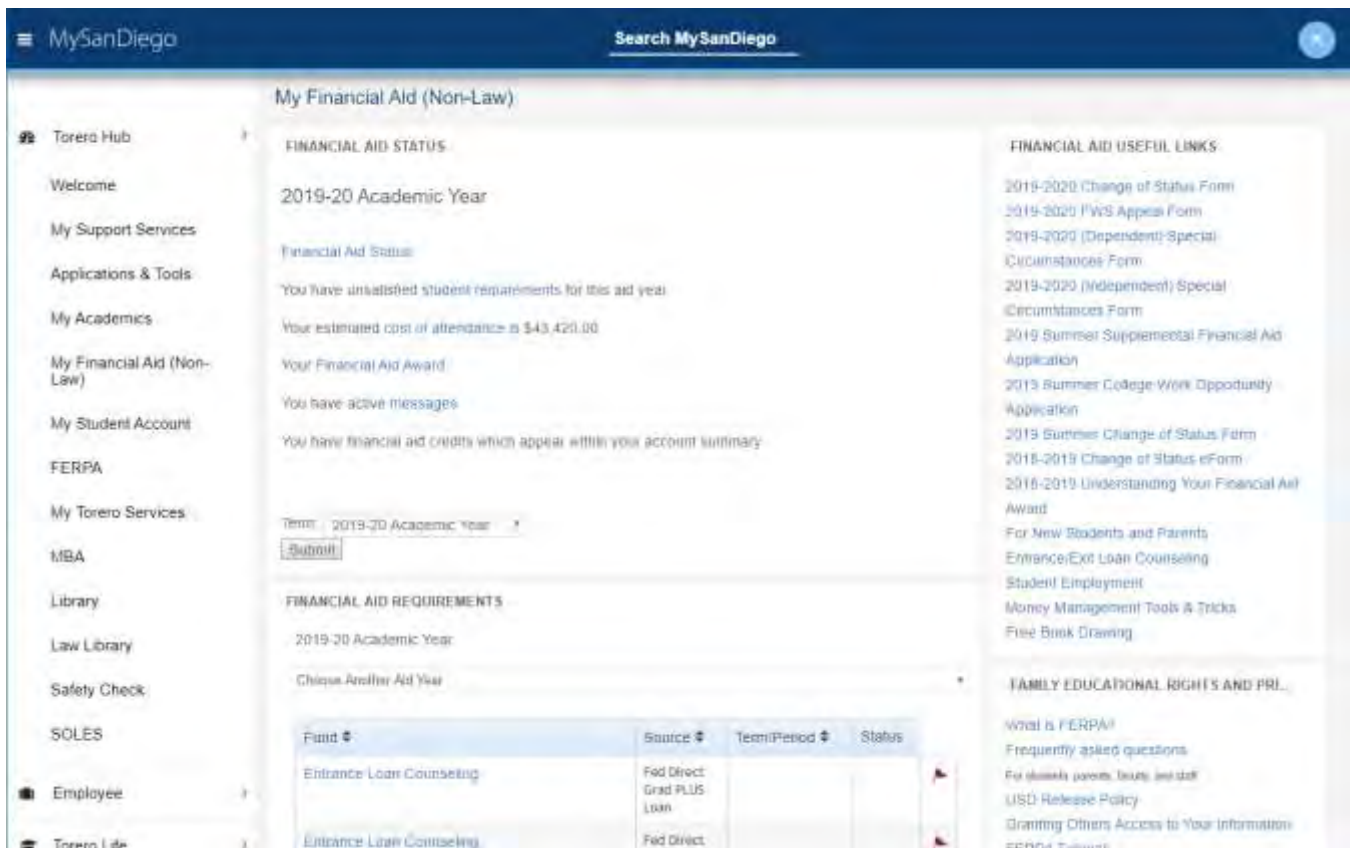 MySanDiego
Search MySanDiego
My Financial Aid (Non-Law)
Torero Hub
Welcome
My Support Services
Applications & Tools
My Academics
My Financial Aid (Non-
Law)
My Student Account
FERPA
My Torero Services
MBA
Library
Law Library
Safety Check
SOLES
Employee
Torero Life
FINANCIAL AID STATUS
2019-20 Academic Year
Financial Aid Status
You have unsatisfied student requirements for this aid year
Your estimated cost of attendance is $43,420.00
Your Financial Aid Award
You have active messages
You have financial aid credits which appear within your account summary
Term: 2019-20 Academic Year
Submit
FINANCIAL AID REQUIREMENTS
2019-20 Academic Year
Choose Another Aid Year
Fund Source Term/Period Status
Entrance Loan Counseling
Fed Direct
Grad PLUS
Loan
Entrance Loan Counseling
Fed Direct
FINANCIAL AID USEFUL LINKS
2019-2020 Change of Status Form
2019-2020 FWS Appeal Form
2019-2020 (Dependent) Special
Circumstances Form
2019-2020 (Independent) Special
Circumstances Form
2019 Summer Supplemental Financial Aid
Application
2019 Summer College Work Opportunity
Application
2019 Summer Change of Status Form
2018-2019 Change of Status eForm
2018-2019 Understanding Your Financial Aid
Award
For New Students and Parents
Entrance/Exit Loan Counseling
Student Employment
Money Management Tools & Tricks
Free Book Drawing
FAMILY EDUCATIONAL RIGHTS AND PRI...
What is FERPA?
Frequently asked questions
For students, parents, faculty, and staff
USD Release Policy
Granting Others Access to Your Information
FERPA Tutorials